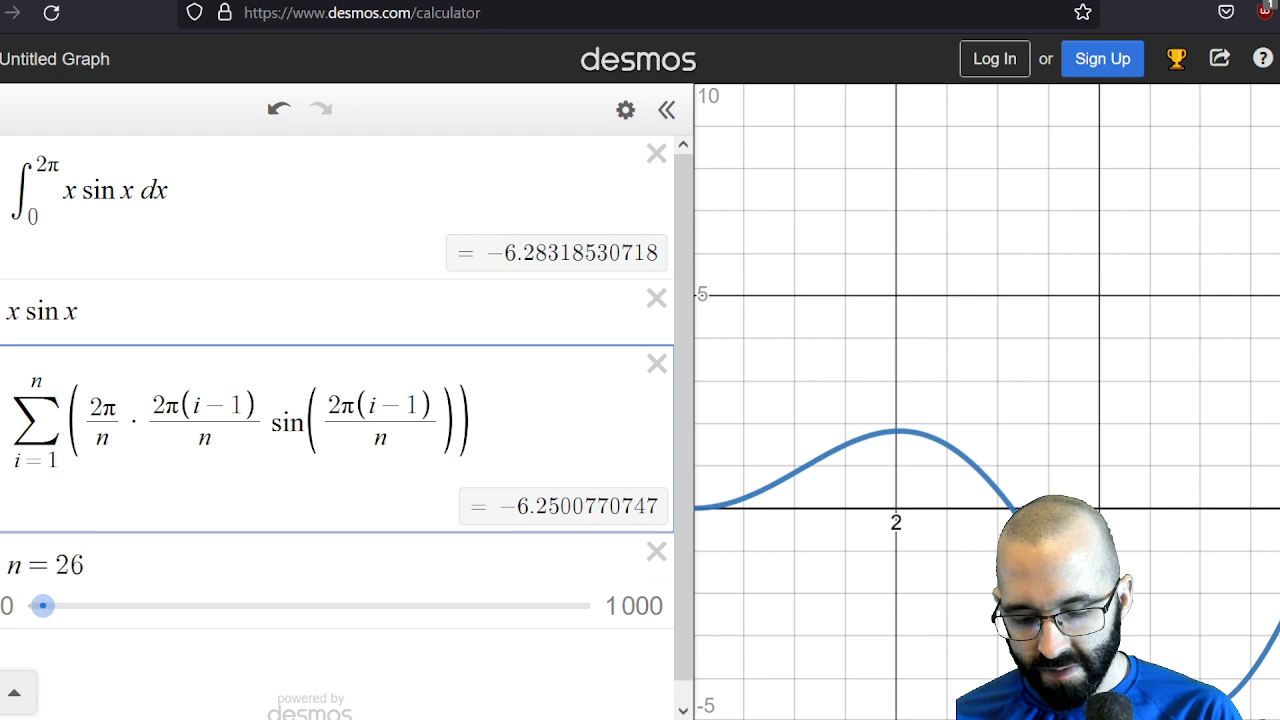 https://www.desmos.com/calculator
1
Untitled Graph
desmos
Log In or Sign Up
?
∫₀^2π x sin x dx
= −6.28318530718
x sin x
n
∑ ( 2π/n · 2π(i − 1)/n sin( 2π(i − 1)/n ) )
i = 1
= −6.2500770747
n = 26
0 1000
powered by
desmos
10
5
2
-5